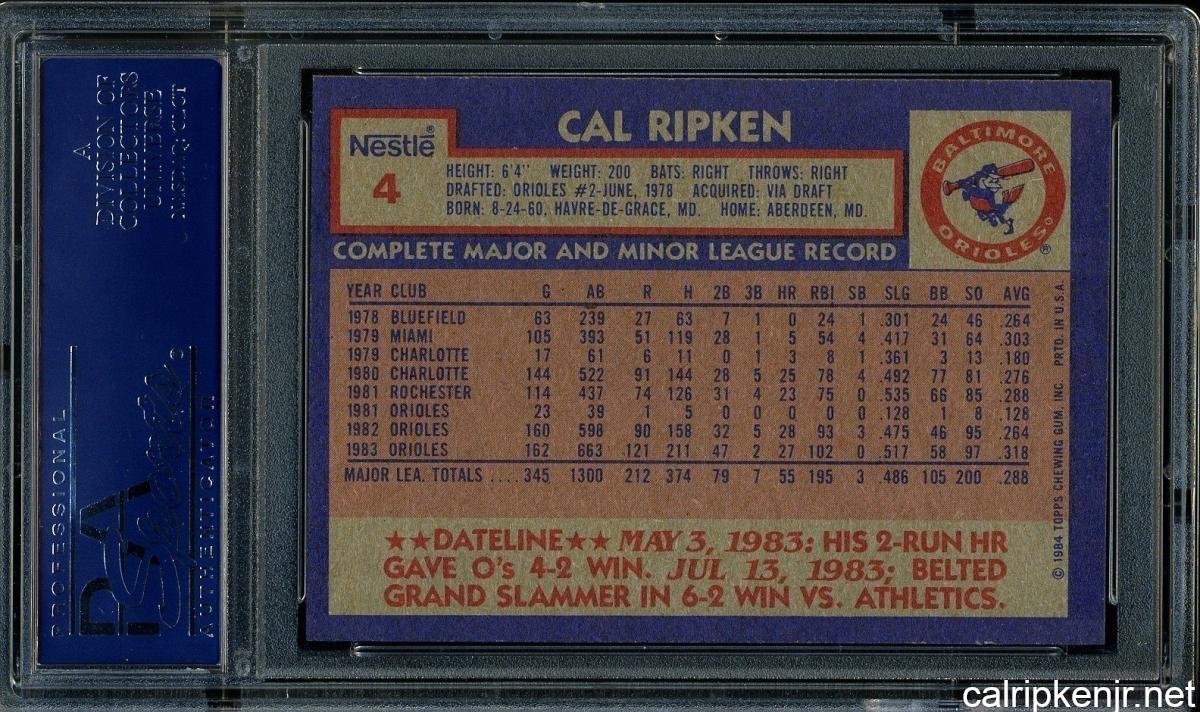 A
DIVISION OF
COLLECTORS
UNIVERSE
NASDAQ: CLCT
PROFESSIONAL
PSA
Sports
AUTHENTICATOR
CAL RIPKEN
Nestlé®
4
HEIGHT: 6'4" WEIGHT: 200 BATS: RIGHT THROWS: RIGHT
DRAFTED: ORIOLES #2-JUNE, 1978 ACQUIRED: VIA DRAFT
BORN: 8-24-60, HAVRE-DE-GRACE, MD. HOME: ABERDEEN, MD.
BALTIMORE
ORIOLES
®
COMPLETE MAJOR AND MINOR LEAGUE RECORD
YEAR CLUB G AB R H 2B 3B HR RBI SB SLG BB SO AVG
1978 BLUEFIELD 63 239 27 63 7 1 0 24 1 .301 24 46 .264
1979 MIAMI 105 393 51 119 28 1 5 54 4 .417 31 64 .303
1979 CHARLOTTE 17 61 6 11 0 1 3 8 1 .361 3 13 .180
1980 CHARLOTTE 144 522 91 144 28 5 25 78 4 .492 77 81 .276
1981 ROCHESTER 114 437 74 126 31 4 23 75 0 .535 66 85 .288
1981 ORIOLES 23 39 1 5 0 0 0 0 0 .128 1 8 .128
1982 ORIOLES 160 598 90 158 32 5 28 93 3 .475 46 95 .264
1983 ORIOLES 162 663 121 211 47 2 27 102 0 .517 58 97 .318
MAJOR LEA. TOTALS .... 345 1300 212 374 79 7 55 195 3 .486 105 200 .288
© 1984 TOPPS CHEWING GUM, INC. PRTD. IN U.S.A.
★★DATELINE★★ MAY 3, 1983: HIS 2-RUN HR
GAVE O's 4-2 WIN. JUL 13, 1983; BELTED
GRAND SLAMMER IN 6-2 WIN VS. ATHLETICS.
calripkenjr.net